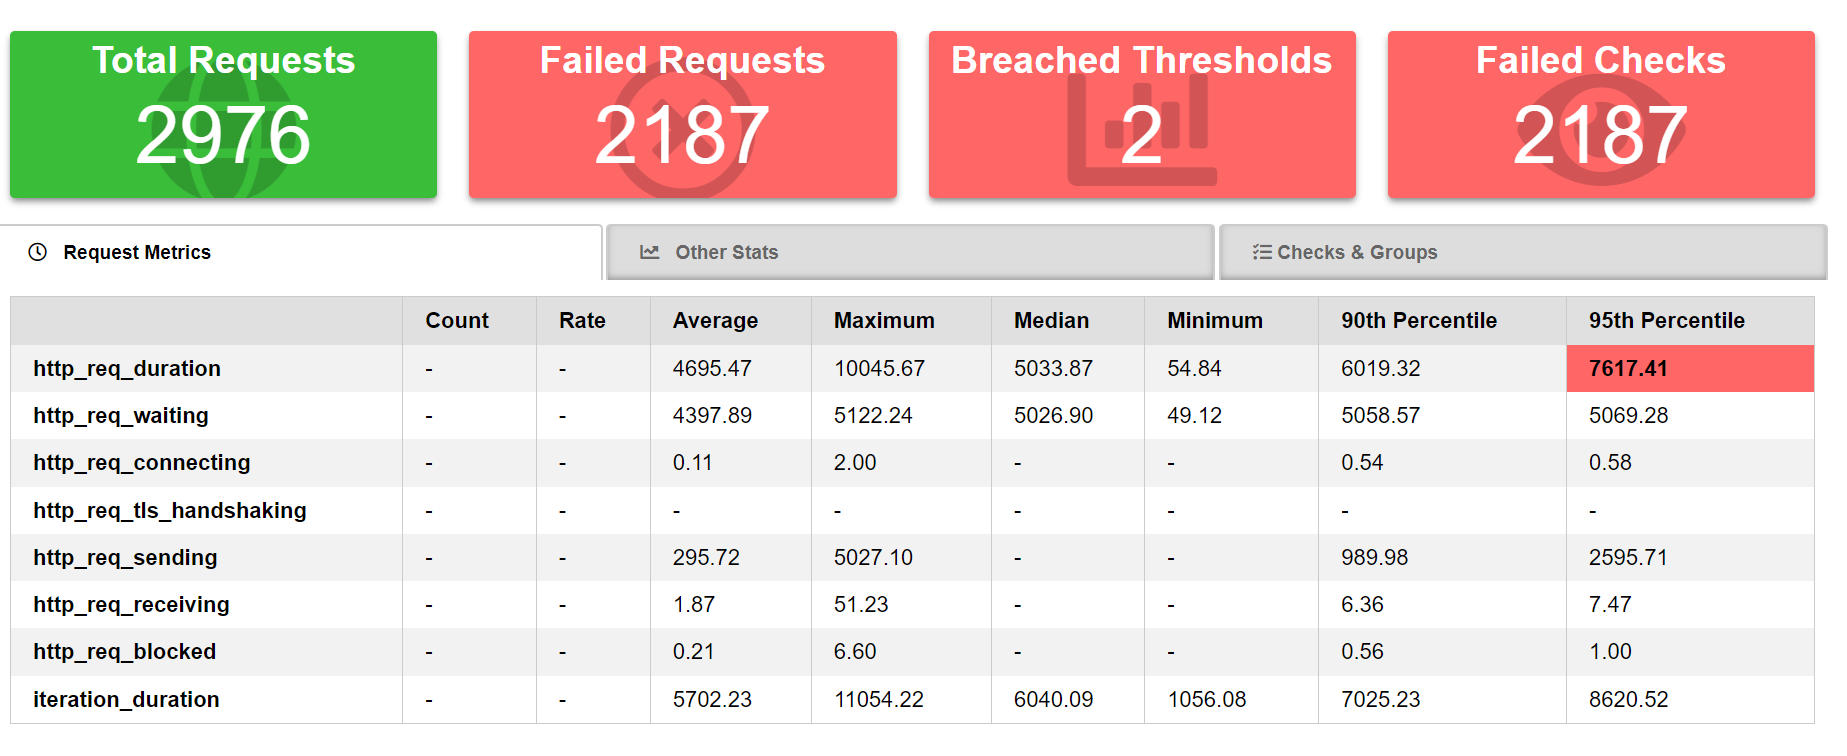 Total Requests
2976
Failed Requests
2187
Breached Thresholds
2
Failed Checks
2187
Request Metrics
Other Stats
Checks & Groups
Count Rate Average Maximum Median Minimum 90th Percentile 95th Percentile
http_req_duration - - 4695.47 10045.67 5033.87 54.84 6019.32 7617.41
http_req_waiting - - 4397.89 5122.24 5026.90 49.12 5058.57 5069.28
http_req_connecting - - 0.11 2.00 - - 0.54 0.58
http_req_tls_handshaking - - - - - - - -
http_req_sending - - 295.72 5027.10 - - 989.98 2595.71
http_req_receiving - - 1.87 51.23 - - 6.36 7.47
http_req_blocked - - 0.21 6.60 - - 0.56 1.00
iteration_duration - - 5702.23 11054.22 6040.09 1056.08 7025.23 8620.52